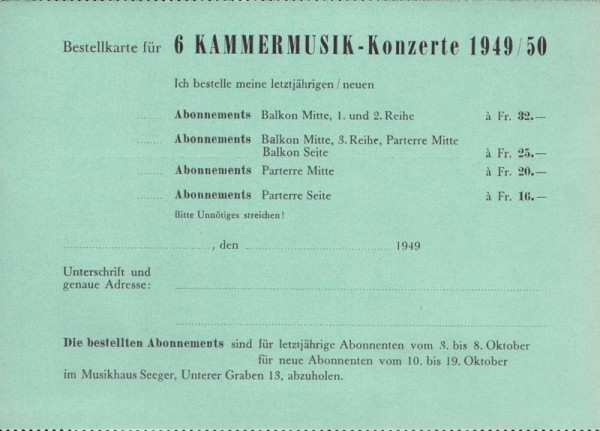 Bestellkarte für 6 KAMMERMUSIK-Konzerte 1949/50
Ich bestelle meine letztjährigen/neuen
...... Abonnements Balkon Mitte, 1. und 2. Reihe à Fr. 32.—
...... Abonnements Balkon Mitte, 3. Reihe, Parterre Mitte
Balkon Seite à Fr. 25.—
...... Abonnements Parterre Mitte à Fr. 20.—
...... Abonnements Parterre Seite à Fr. 16.—
Bitte Unnötiges streichen!
, den 1949
Unterschrift und
genaue Adresse:
Die bestellten Abonnements sind für letztjährige Abonnenten vom 3. bis 8. Oktober
für neue Abonnenten vom 10. bis 19. Oktober
im Musikhaus Seeger, Unterer Graben 13, abzuholen.